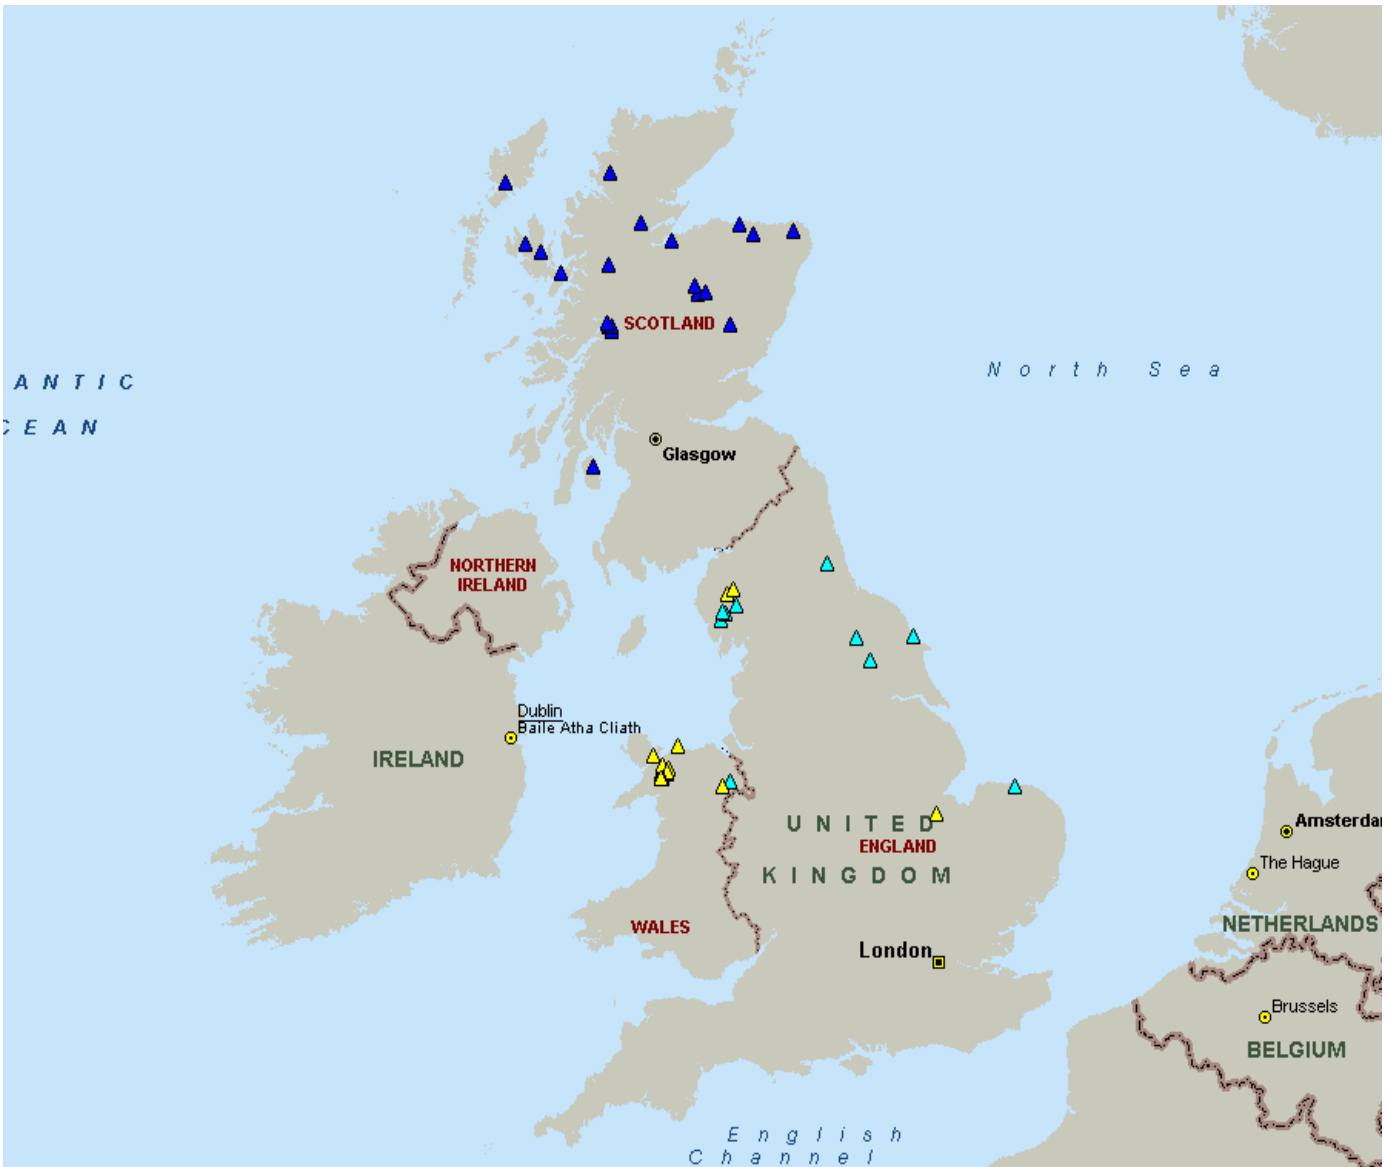 SCOTLAND
North Sea
ANTIC
CEAN
Glasgow
NORTHERN
IRELAND
Dublin
Baile Atha Cliath
IRELAND
UNITED
ENGLAND
KINGDOM
Amsterda
The Hague
NETHERLANDS
WALES
London
Brussels
BELGIUM
English
Channel